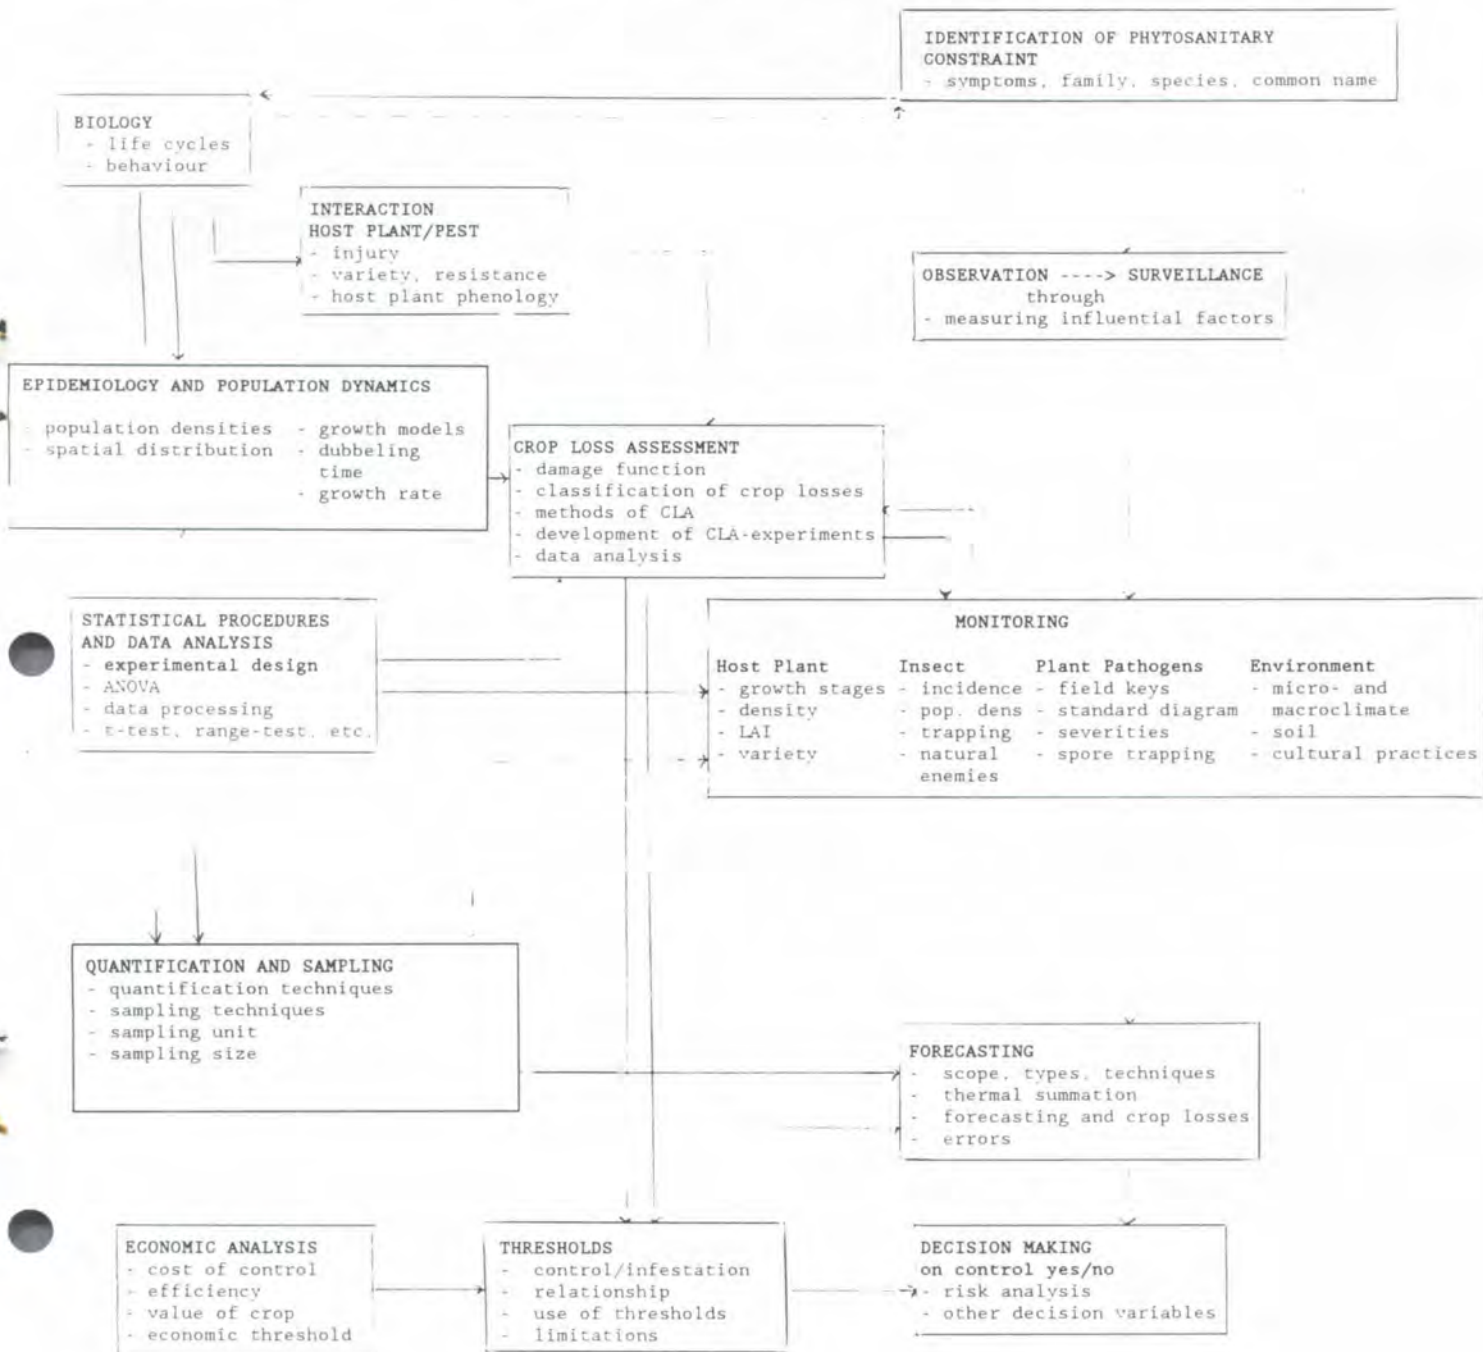 IDENTIFICATION OF PHYTOSANITARY
CONSTRAINT
- symptoms, family, species, common name
BIOLOGY
- life cycles
- behaviour
INTERACTION
HOST PLANT/PEST
- injury
- variety, resistance
- host plant phenology
OBSERVATION ----> SURVEILLANCE
through
- measuring influential factors
EPIDEMIOLOGY AND POPULATION DYNAMICS
- population densities
- spatial distribution
- growth models
- dubbeling
time
- growth rate
CROP LOSS ASSESSMENT
- damage function
- classification of crop losses
- methods of CLA
- development of CLA-experiments
- data analysis
STATISTICAL PROCEDURES
AND DATA ANALYSIS
- experimental design
- ANOVA
- data processing
- t-test, range-test, etc.
MONITORING
Host Plant
- growth stages
- density
- LAI
- variety
Insect
- incidence
- pop. dens
- trapping
- natural
enemies
Plant Pathogens
- field keys
- standard diagram
- severities
- spore trapping
Environment
- micro- and
macroclimate
- soil
- cultural practices
QUANTIFICATION AND SAMPLING
- quantification techniques
- sampling techniques
- sampling unit
- sampling size
FORECASTING
- scope, types, techniques
- thermal summation
- forecasting and crop losses
- errors
ECONOMIC ANALYSIS
- cost of control
- efficiency
- value of crop
- economic threshold
THRESHOLDS
- control/infestation
- relationship
- use of thresholds
- limitations
DECISION MAKING
on control yes/no
- risk analysis
- other decision variables